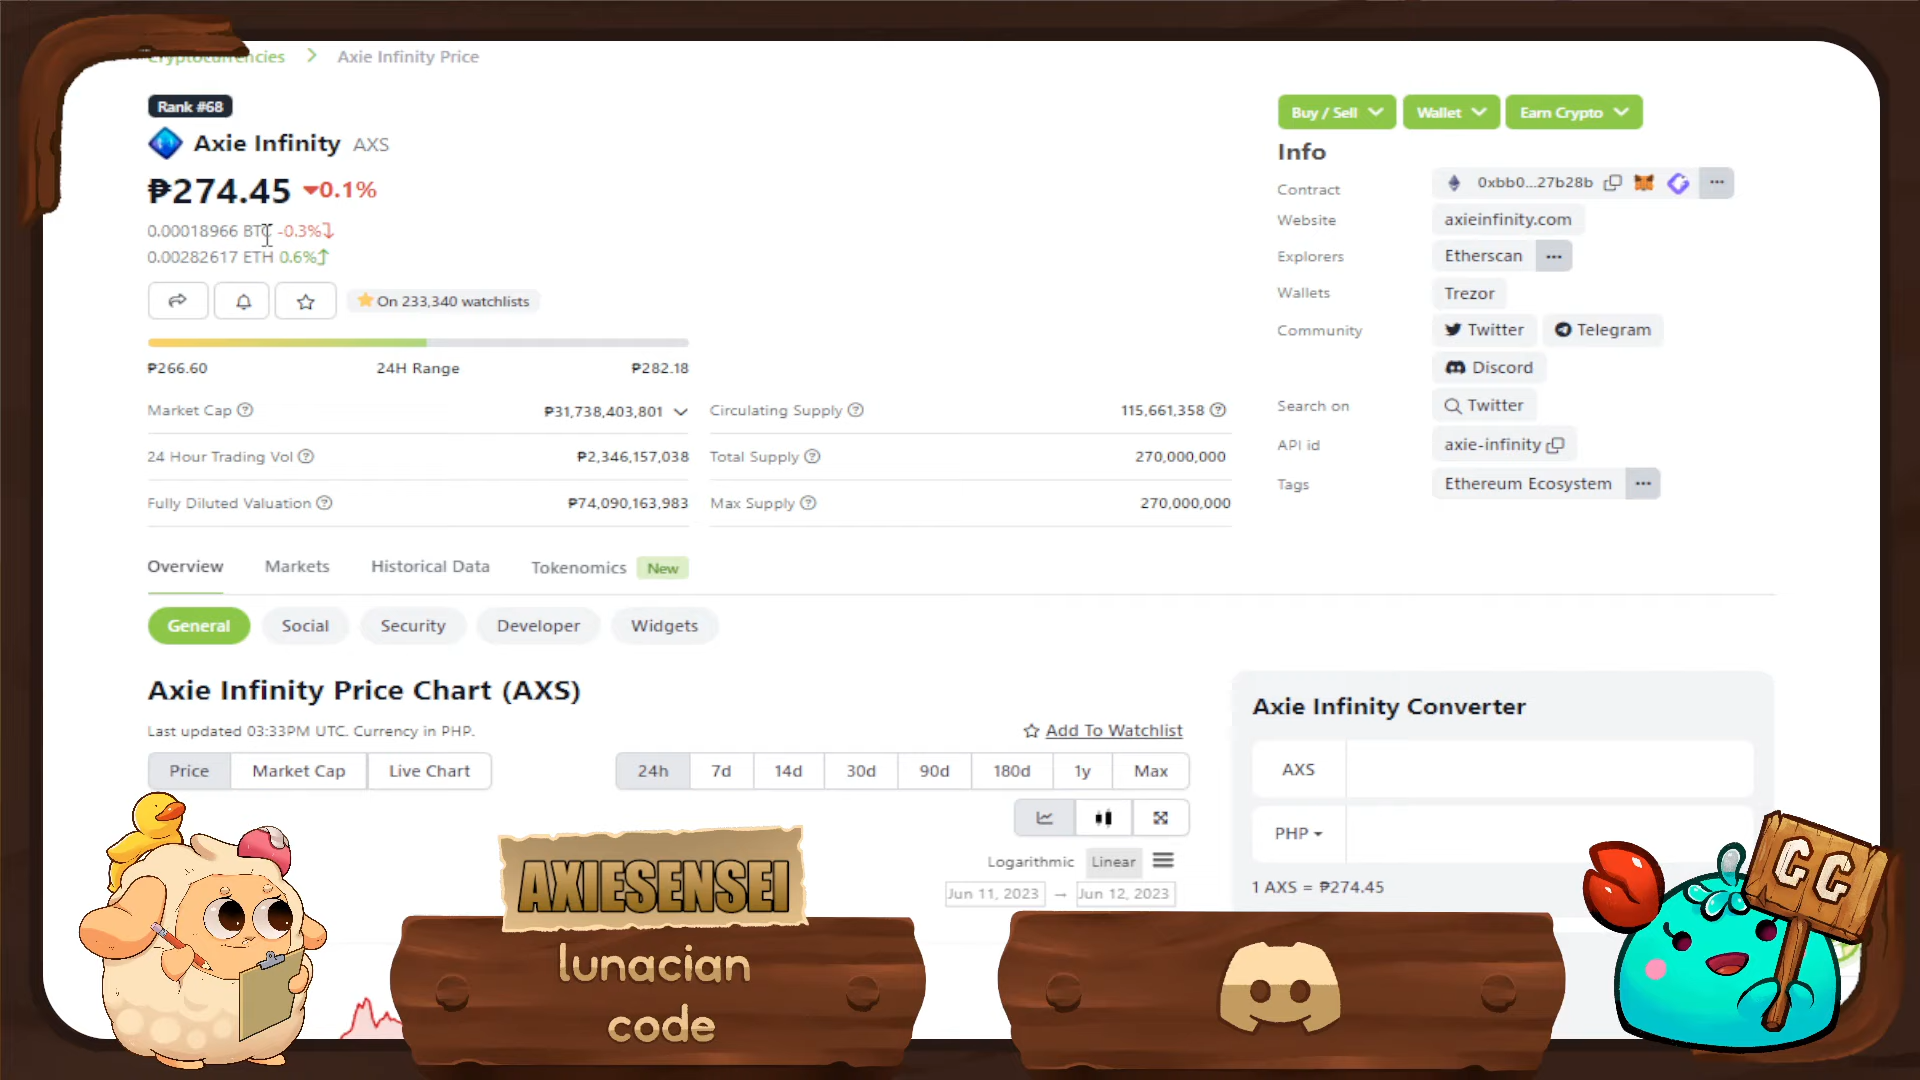 Cryptocurrencies > Axie Infinity Price
Rank #68
Axie Infinity AXS
₱274.45 0.1%
0.00018966 BTC -0.3%
0.00282617 ETH 0.6%
On 233,340 watchlists
₱266.60 24H Range ₱282.18
Market Cap ₱31,738,403,801
24 Hour Trading Vol ₱2,346,157,038
Fully Diluted Valuation ₱74,090,163,983
Circulating Supply 115,661,358
Total Supply 270,000,000
Max Supply 270,000,000
Buy / Sell Wallet Earn Crypto
Info
Contract 0xbb0...27b28b ...
Website axieinfinity.com
Explorers Etherscan ...
Wallets Trezor
Community Twitter Telegram
Discord
Search on Twitter
API id axie-infinity
Tags Ethereum Ecosystem ...
Overview Markets Historical Data Tokenomics New
General Social Security Developer Widgets
Axie Infinity Price Chart (AXS)
Last updated 03:33PM UTC. Currency in PHP.
Add To Watchlist
Price Market Cap Live Chart
24h 7d 14d 30d 90d 180d 1y Max
Logarithmic Linear
Jun 11, 2023 → Jun 12, 2023
Axie Infinity Converter
AXS
PHP
1 AXS = ₱274.45
AXIESENSEI
lunacian
code
CC